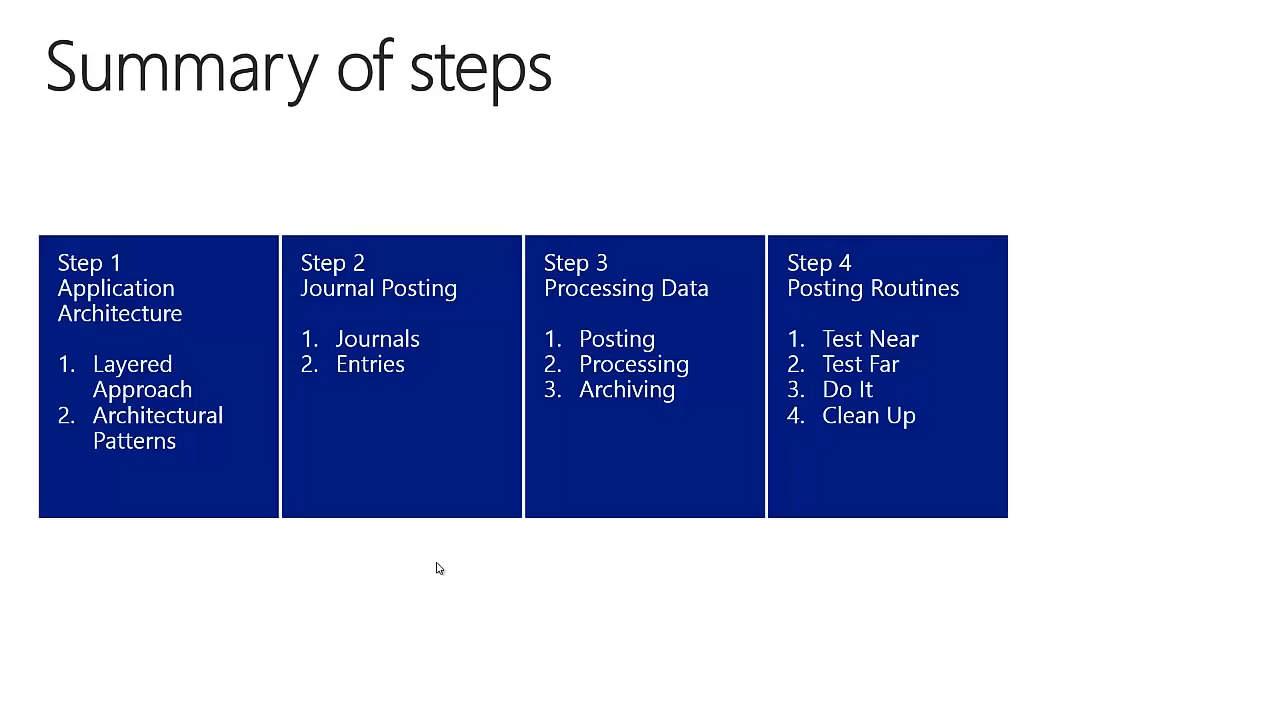 Summary of steps
Step 1
Application
Architecture
1. Layered
Approach
2. Architectural
Patterns
Step 2
Journal Posting
1. Journals
2. Entries
Step 3
Processing Data
1. Posting
2. Processing
3. Archiving
Step 4
Posting Routines
1. Test Near
2. Test Far
3. Do It
4. Clean Up